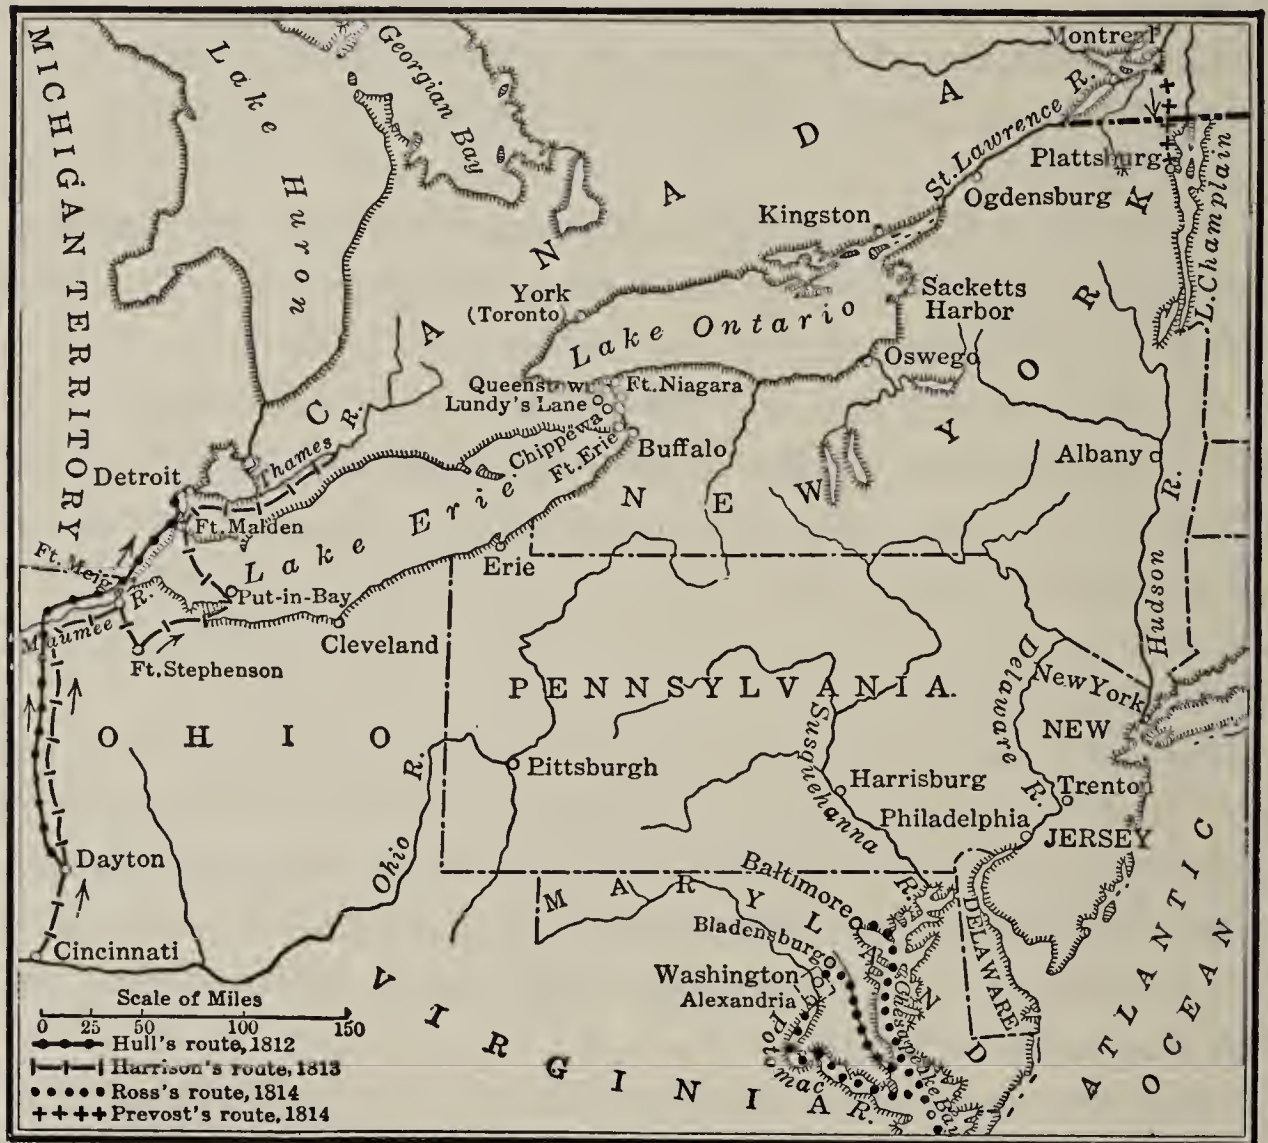 MICHIGAN TERRITORY
Lake Huron
Georgian Bay
CANADA
Montreal
St. Lawrence R.
Plattsburg
Ogdensburg
L. Champlain
Kingston
York
(Toronto)
Lake Ontario
Sacketts
Harbor
Oswego
Queenstown
Ft. Niagara
Lundy's Lane
Chippewa
Ft. Erie
Buffalo
Thames R.
Detroit
Ft. Malden
Lake Erie
NEW YORK
Albany
Hudson R.
Ft. Meigs
Maumee R.
Put-in-Bay
Erie
Cleveland
Ft. Stephenson
PENNSYLVANIA.
Delaware R.
New York
NEW
JERSEY
OHIO
Ohio R.
Pittsburgh
Susquehanna R.
Harrisburg
Trenton
Philadelphia
Dayton
Cincinnati
MARYLAND
Baltimore
Bladensburg
Washington
Alexandria
DELAWARE
Chesapeake Bay
Potomac R.
VIRGINIA
ATLANTIC
OCEAN
Scale of Miles
0 25 50 100 150
Hull's route, 1812
Harrison's route, 1813
Ross's route, 1814
Prevost's route, 1814